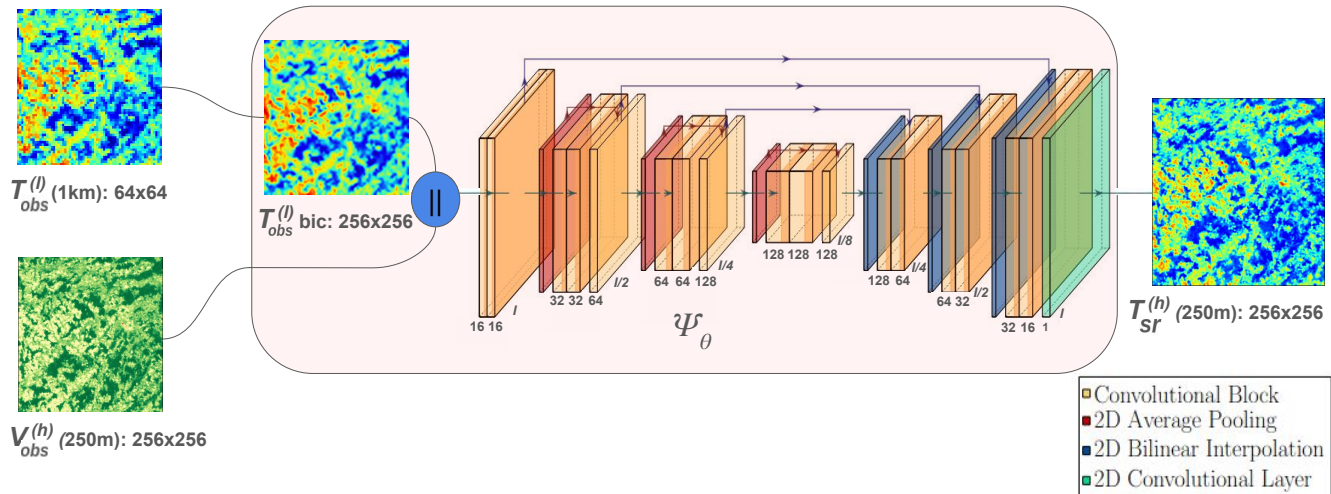 T_obs^(l) (1km): 64x64
V_obs^(h) (250m): 256x256
T_obs^(l) bic: 256x256
||
16 16 I
32 32 64 I/2
64 64 128 I/4
128 128 128 I/8
128 64 I/4
64 32 I/2
32 16 1 I
Ψ_θ
T_sr^(h) (250m): 256x256
Convolutional Block
2D Average Pooling
2D Bilinear Interpolation
2D Convolutional Layer